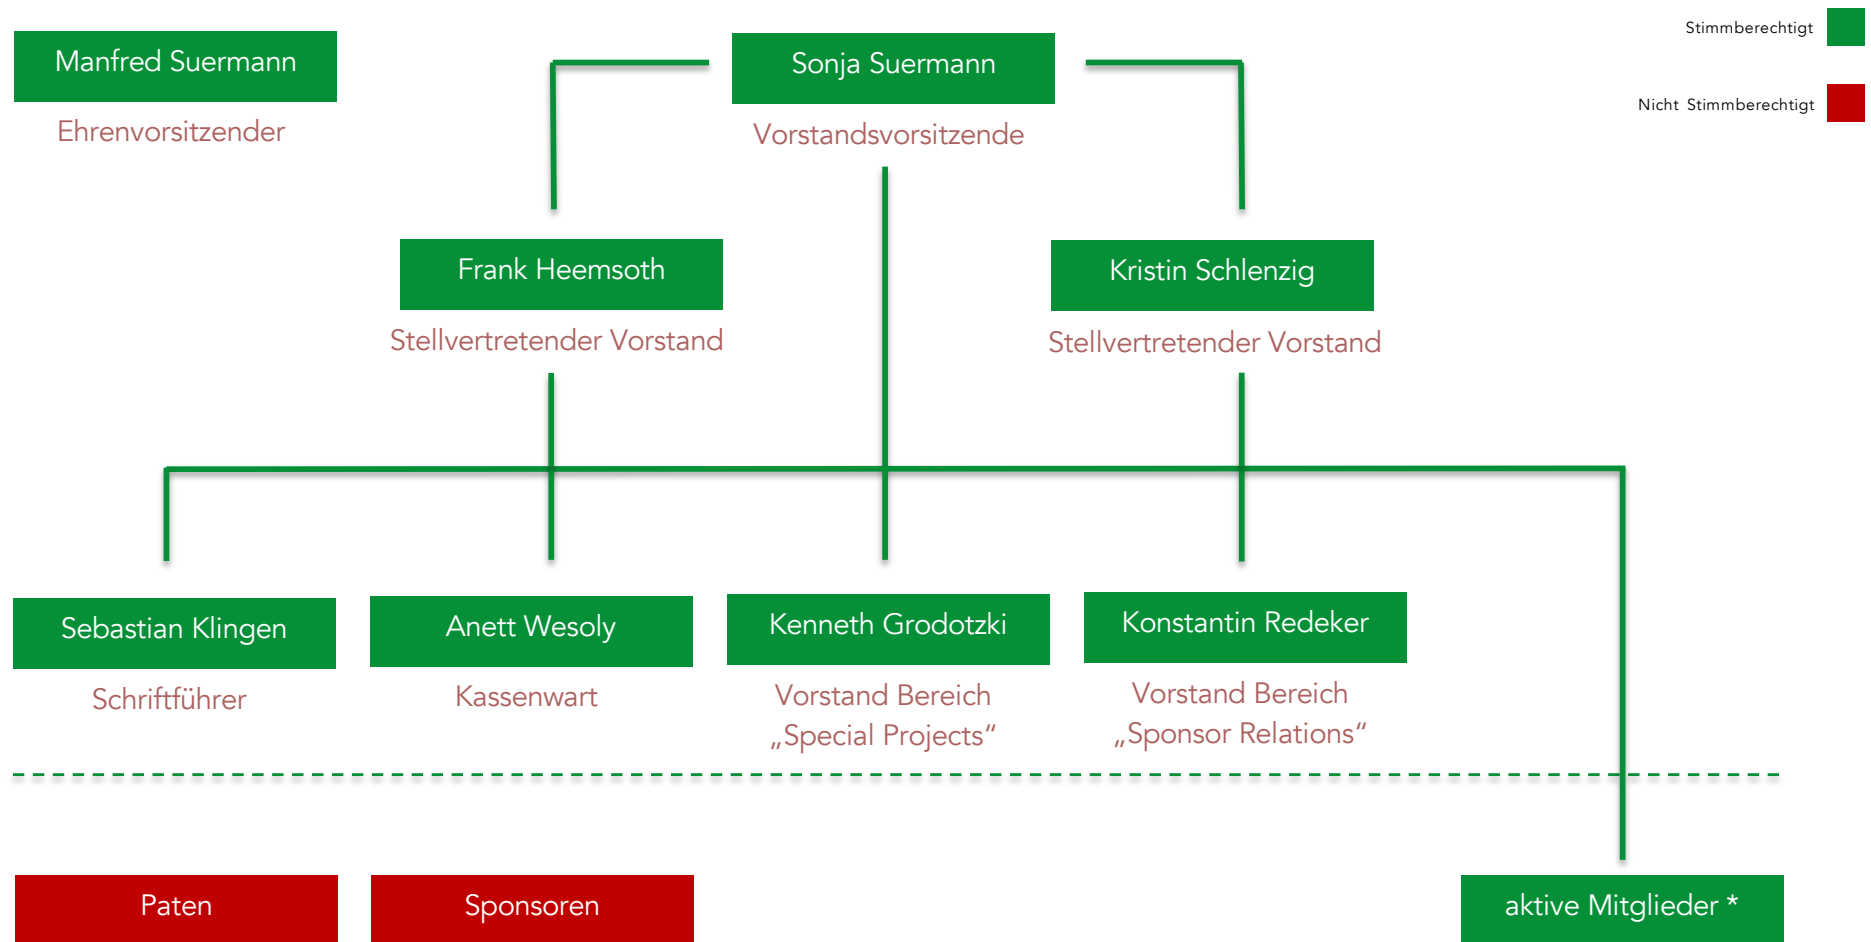 Stimmberechtigt
Nicht Stimmberechtigt
Manfred Suermann
Ehrenvorsitzender
Sonja Suermann
Vorstandsvorsitzende
Frank Heemsoth
Stellvertretender Vorstand
Kristin Schlenzig
Stellvertretender Vorstand
Sebastian Klingen
Schriftführer
Anett Wesoly
Kassenwart
Kenneth Grodotzki
Vorstand Bereich
„Special Projects“
Konstantin Redeker
Vorstand Bereich
„Sponsor Relations“
Paten
Sponsoren
aktive Mitglieder *